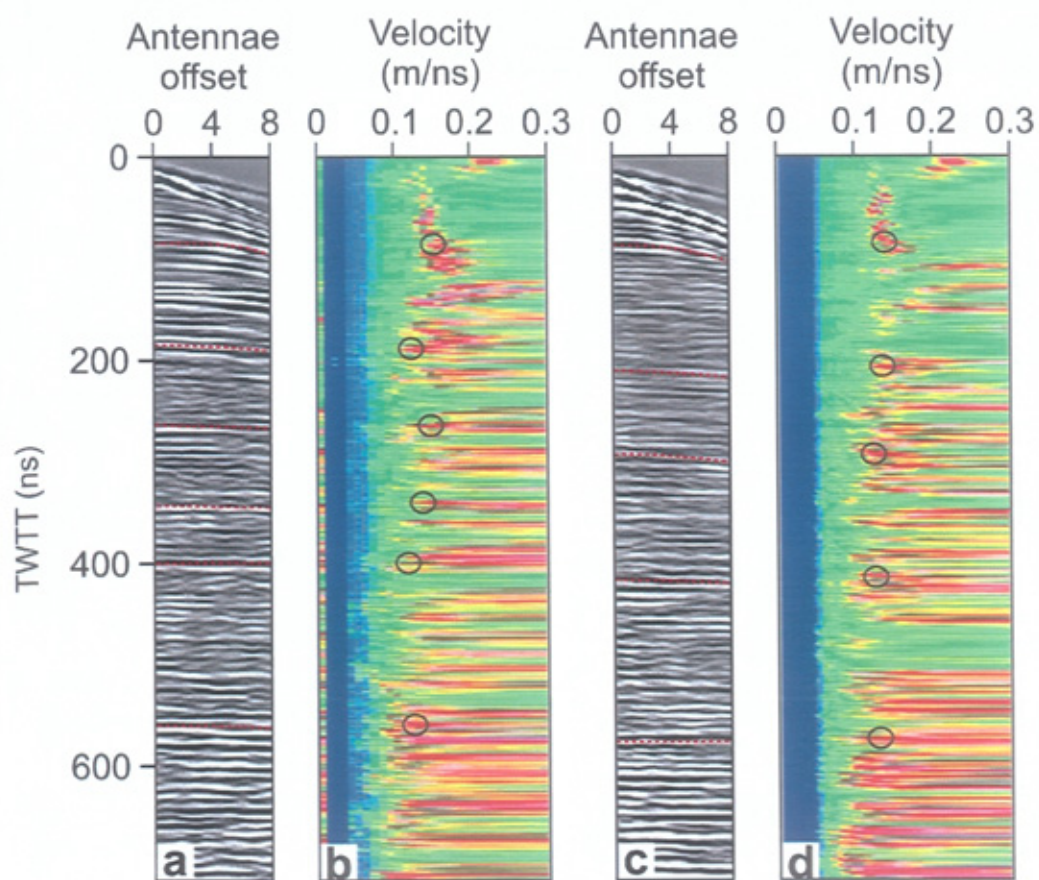 Antennae offset
Velocity (m/ns)
Antennae offset
Velocity (m/ns)
0 4 8
0 0.1 0.2 0.3
0 4 8
0 0.1 0.2 0.3
0
200
400
600
TWTT (ns)
a
b
c
d